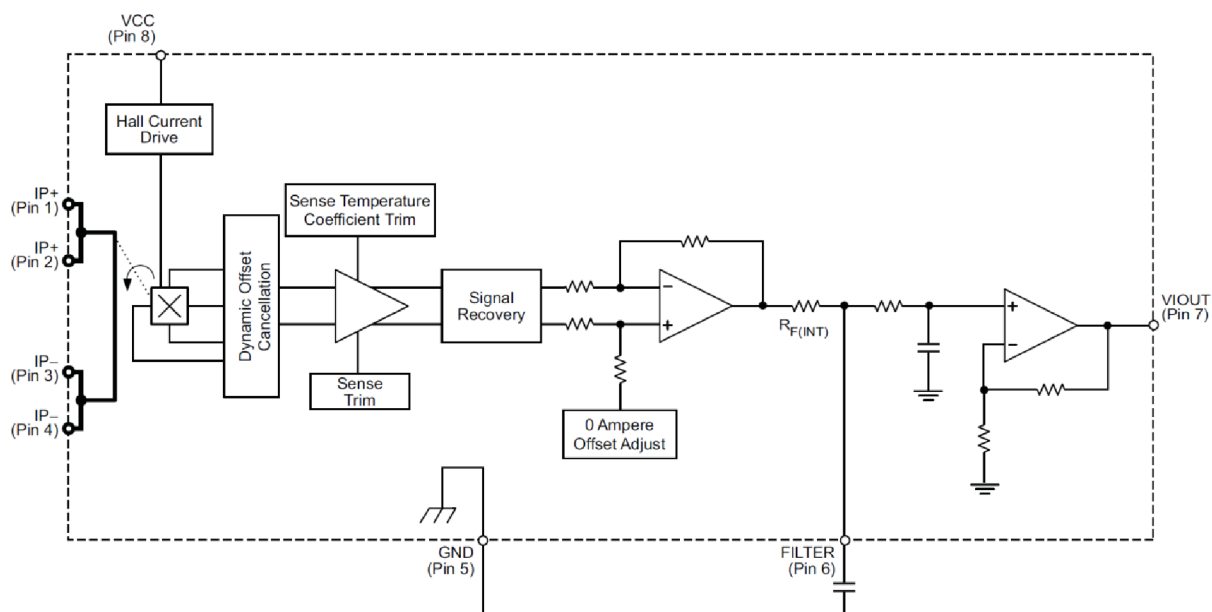 VCC
(Pin 8)
Hall Current
Drive
IP+
(Pin 1)
IP+
(Pin 2)
IP–
(Pin 3)
IP–
(Pin 4)
Dynamic Offset
Cancellation
Sense Temperature
Coefficient Trim
Sense
Trim
Signal
Recovery
0 Ampere
Offset Adjust
–
+
RF(INT)
+
–
VIOUT
(Pin 7)
GND
(Pin 5)
FILTER
(Pin 6)